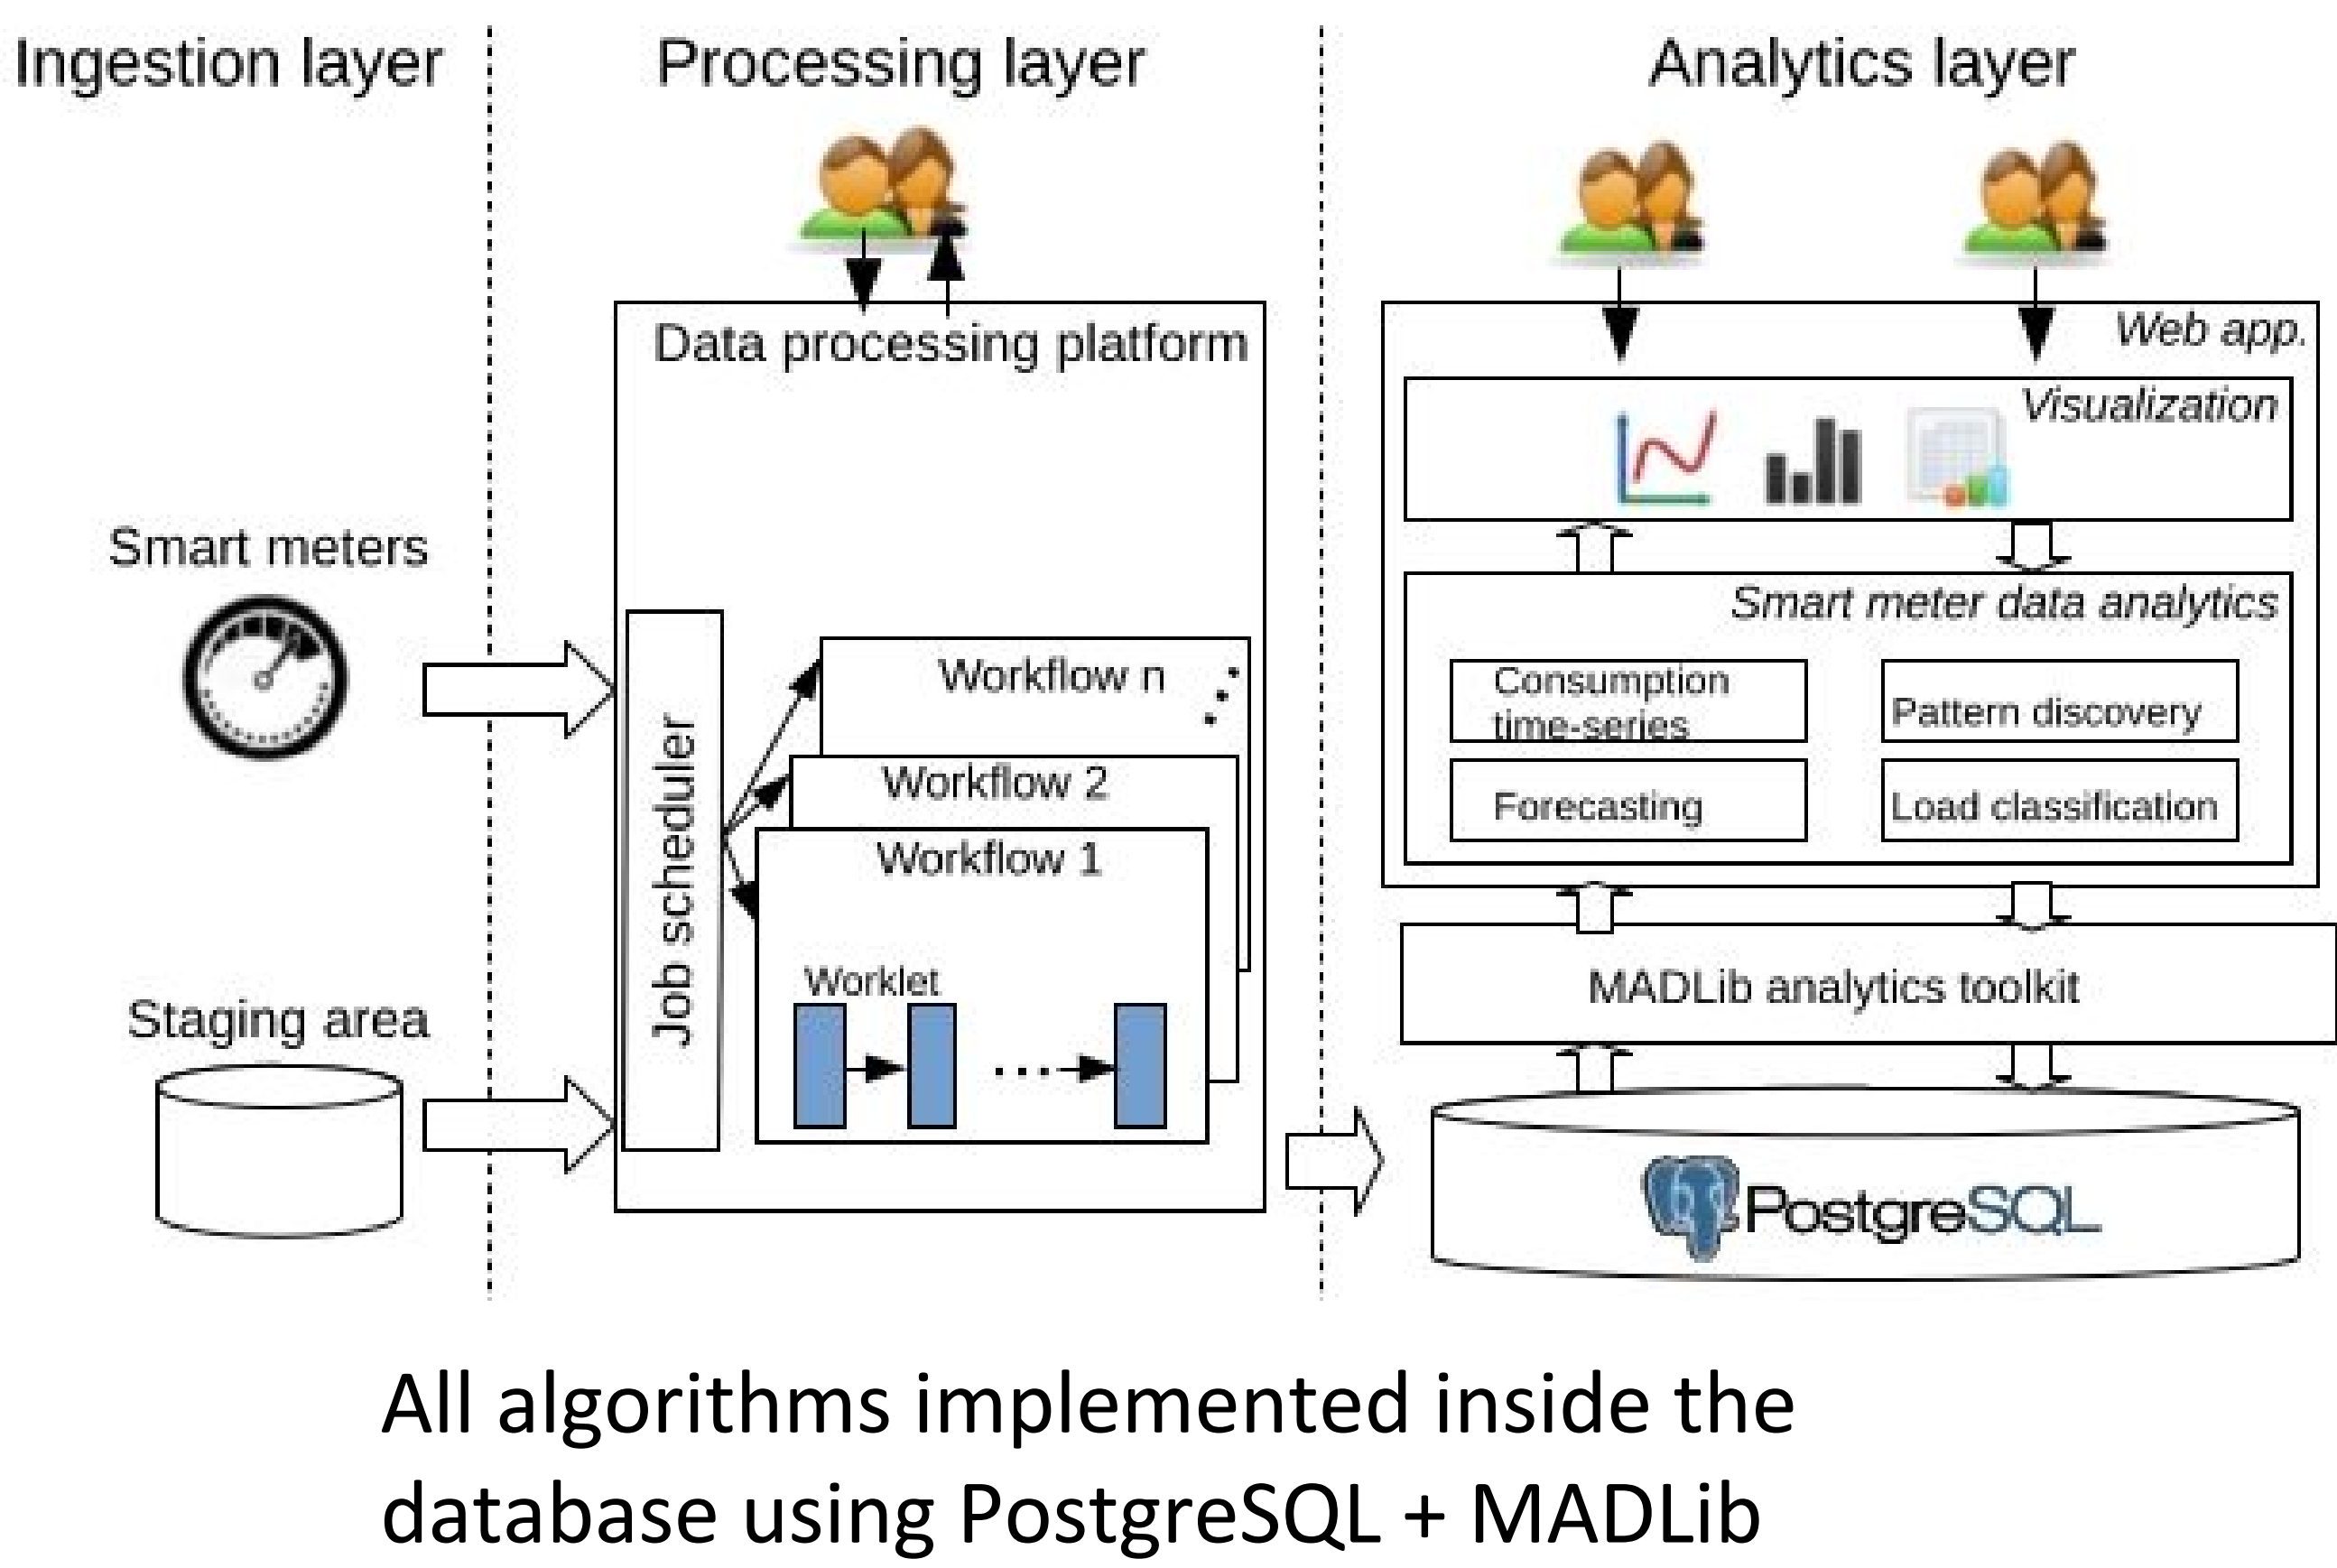 Ingestion layer
Processing layer
Analytics layer
Data processing platform
Web app.
Visualization
Smart meters
Smart meter data analytics
Job scheduler
Workflow n
Consumption
time-series
Pattern discovery
Workflow 2
Forecasting
Load classification
Workflow 1
Worklet
MADLib analytics toolkit
Staging area
PostgreSQL
All algorithms implemented inside the
database using PostgreSQL + MADLib